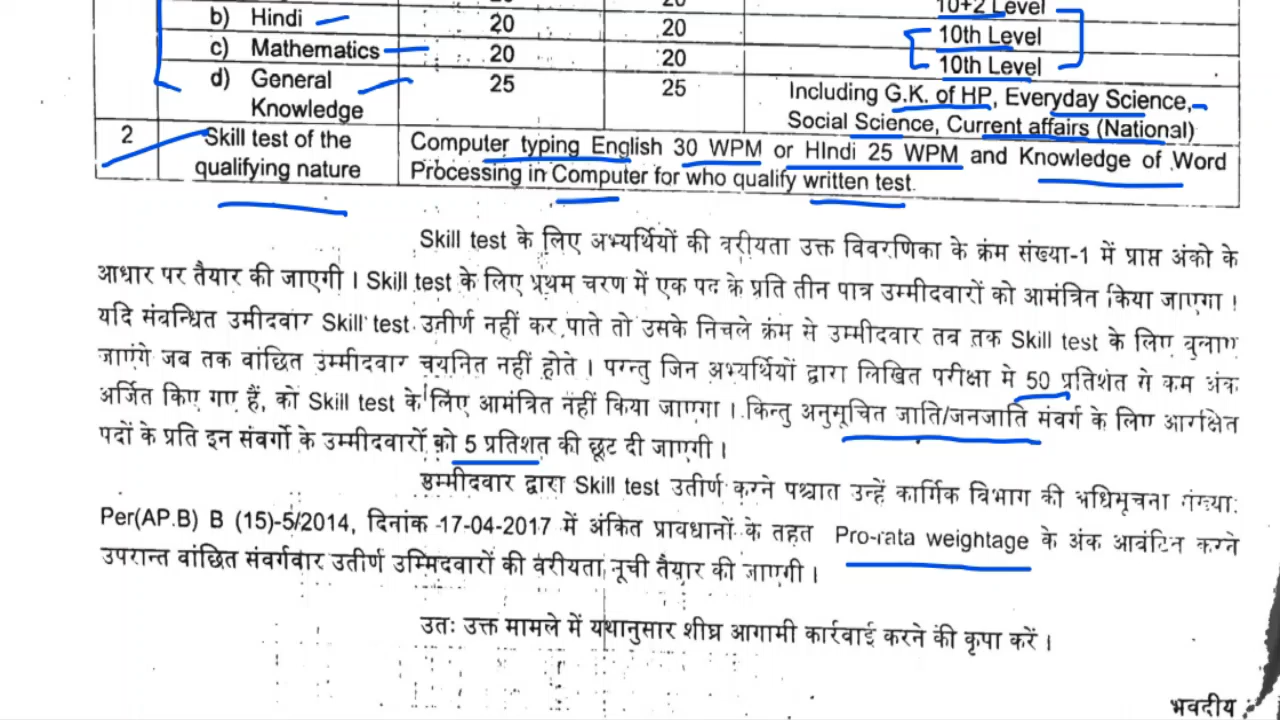 20 10+2 Level
b) Hindi 20 20 10th Level
c) Mathematics 20 20 10th Level
d) General 25 25 Including G.K. of HP, Everyday Science,
Knowledge Social Science, Current affairs (National)
2 Skill test of the Computer typing English 30 WPM or HIndi 25 WPM and Knowledge of Word
qualifying nature Processing in Computer for who qualify written test.
Skill test के लिए अभ्यर्थियों की वरीयता उक्त विवरणिका के क्रंम संख्या-1 में प्राप्त अंको के
आधार पर तैयार की जाएगी । Skill test के लिए प्रथम चरण में एक पद के प्रति तीन पात्र उम्मीदवारों को आमंत्रित किया जाएगा ।
यदि संबन्धित उमीदवार Skill test उतीर्ण नहीं कर पाते तो उसके निचले क्रंम से उम्मीदवार तब तक Skill test के लिए बुलाए
जाएंगे जब तक वांछित उम्मीदवार चयनित नहीं होते । परन्तु जिन अभ्यर्थियों द्वारा लिखित परीक्षा मे 50 प्रतिशत से कम अंक
अर्जित किए गए हैं, को Skill test के लिए आमंत्रित नहीं किया जाएगा । किन्तु अनुसूचित जाति/जनजाति संवर्ग के लिए आरक्षित
पदों के प्रति इन संवर्गो के उम्मीदवारों को 5 प्रतिशत की छूट दी जाएगी ।
उम्मीदवार द्वारा Skill test उतीर्ण करने पश्चात उन्हें कार्मिक विभाग की अधिसूचना संख्या:
Per(AP.B) B (15)-5/2014, दिनांक 17-04-2017 में अंकित प्रावधानों के तहत Pro-rata weightage के अंक आवंटित करने
उपरान्त वांछित संवर्गवार उतीर्ण उम्मिदवारों की वरीयता सूची तैयार की जाएगी ।
उतः उक्त मामले में यथानुसार शीघ्र आगामी कार्रवाई करने की कृपा करें ।
भवदीय